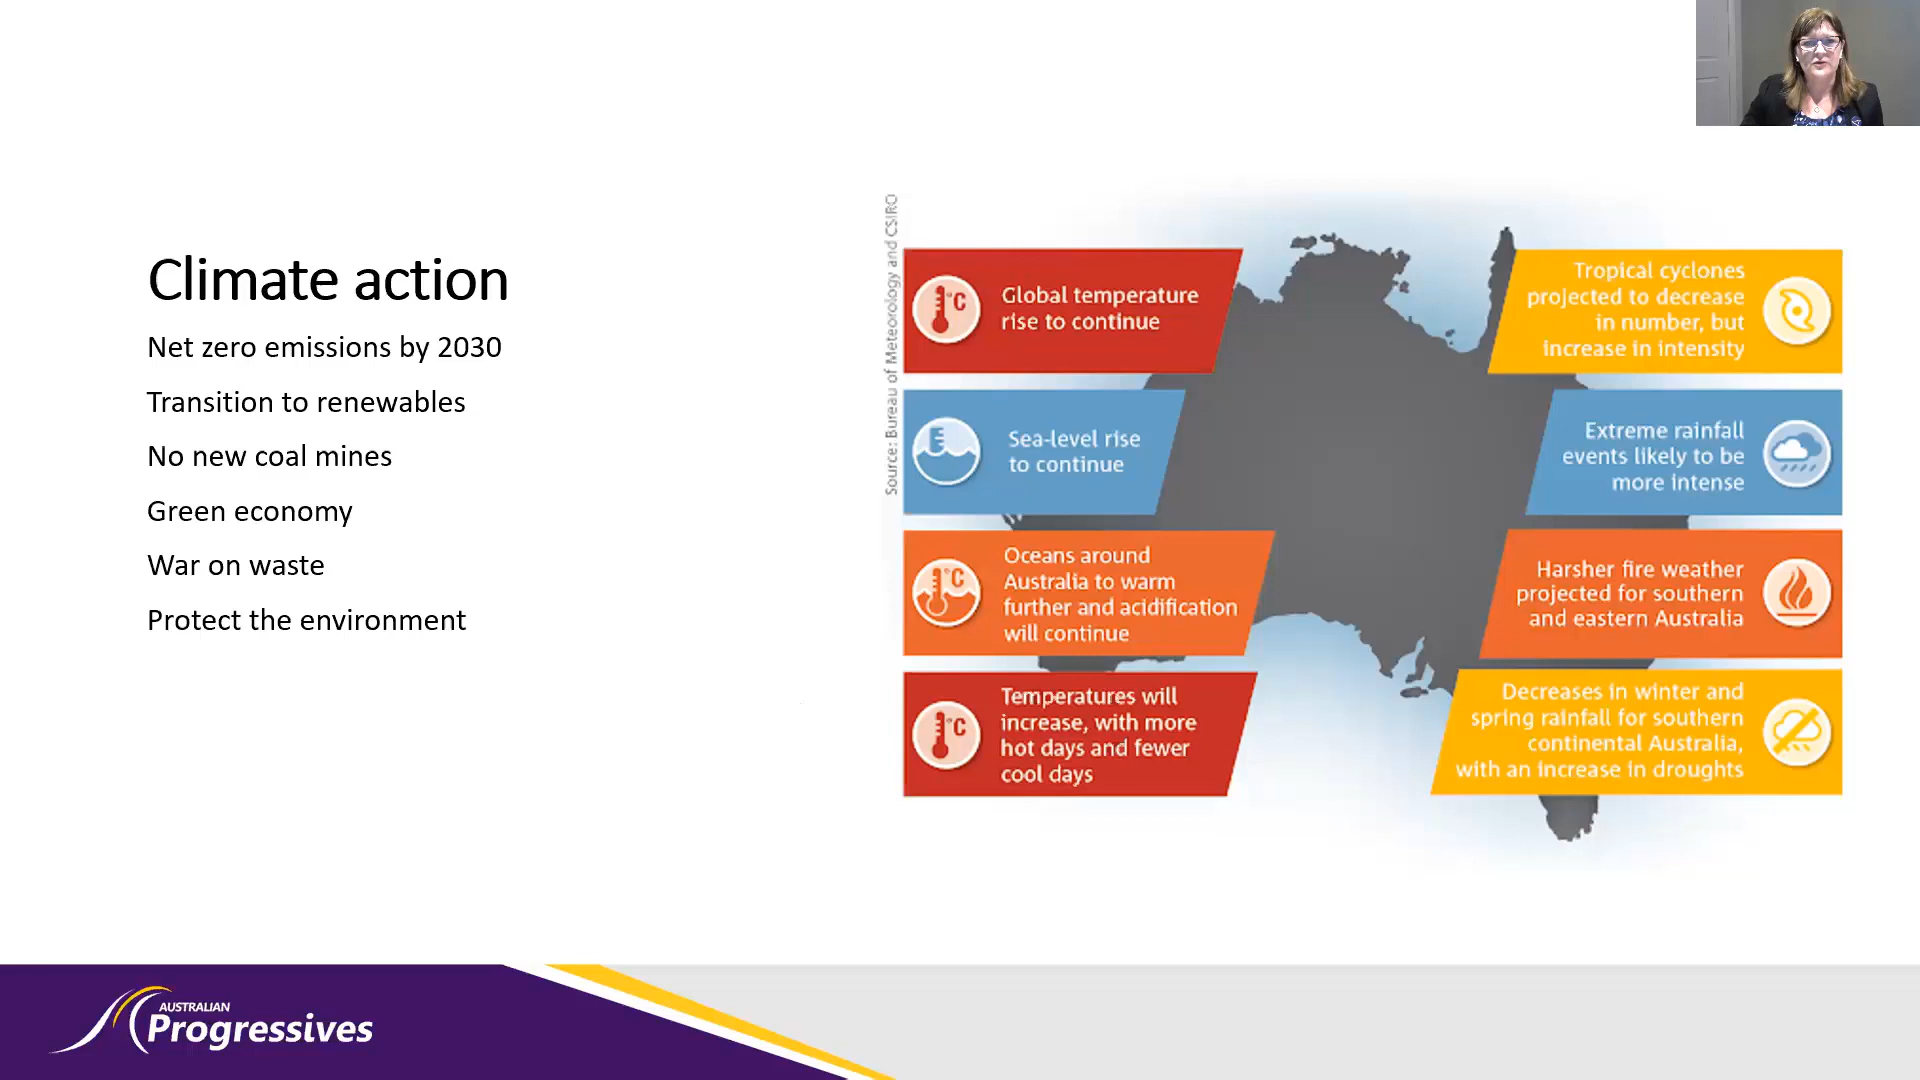 Climate action
Net zero emissions by 2030
Transition to renewables
No new coal mines
Green economy
War on waste
Protect the environment
Source: Bureau of Meteorology and CSIRO
°C
Global temperature
rise to continue
Sea-level rise
to continue
°C
Oceans around
Australia to warm
further and acidification
will continue
°C
Temperatures will
increase, with more
hot days and fewer
cool days
Tropical cyclones
projected to decrease
in number, but
increase in intensity
Extreme rainfall
events likely to be
more intense
Harsher fire weather
projected for southern
and eastern Australia
Decreases in winter and
spring rainfall for southern
continental Australia,
with an increase in droughts
AUSTRALIAN
Progressives